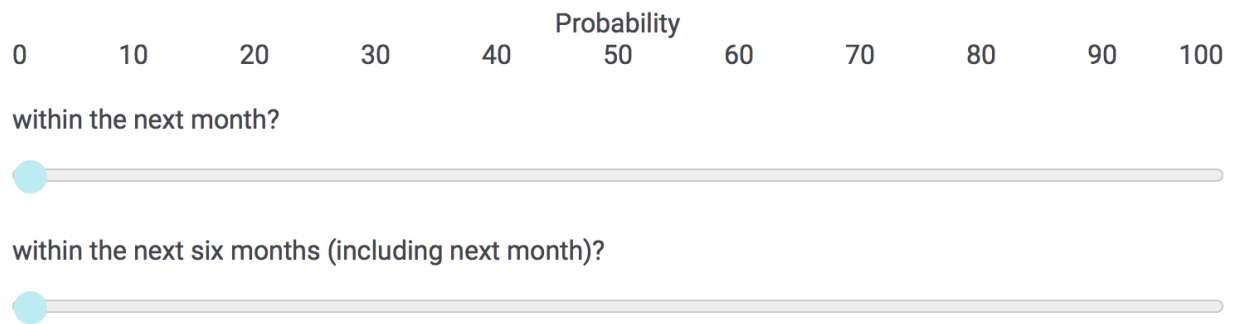 Probability
0 10 20 30 40 50 60 70 80 90 100
within the next month?
within the next six months (including next month)?